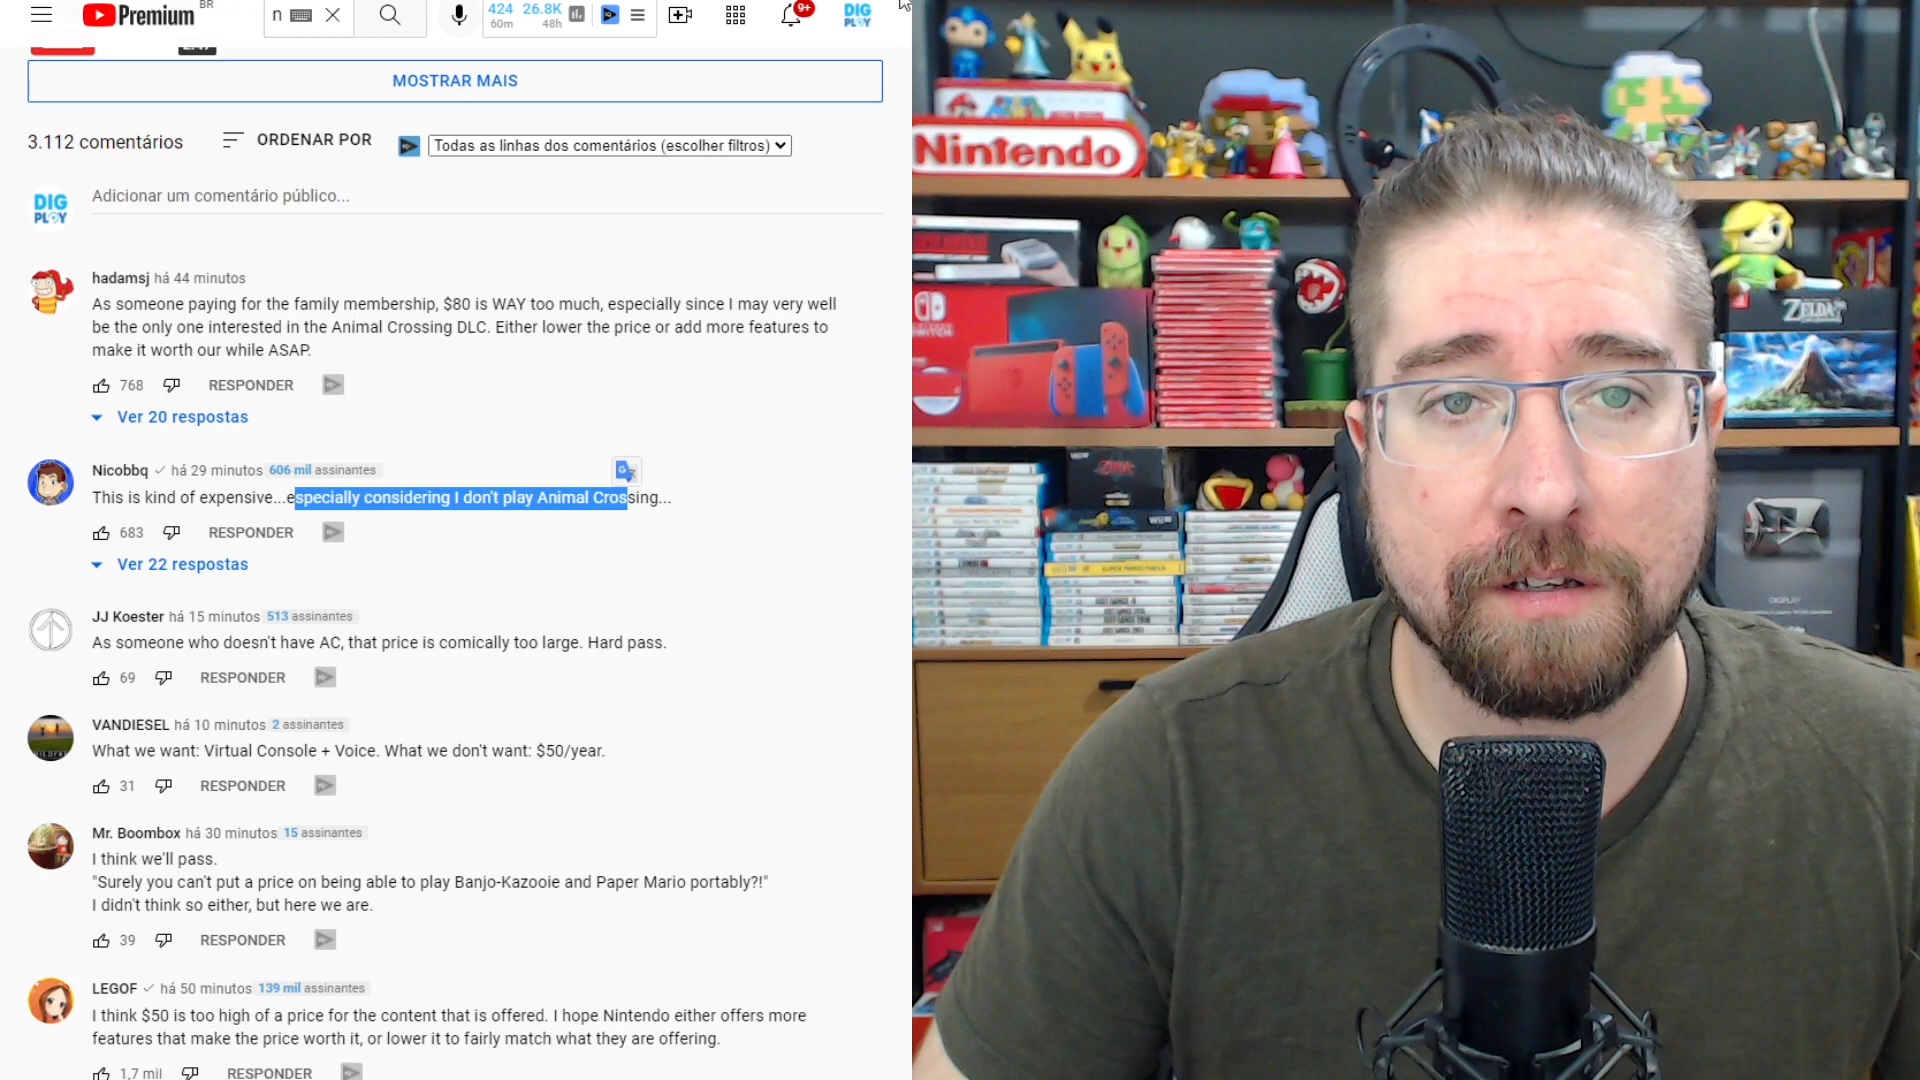 Premium BR
n
424 26.8K
60m 48h
9+
DIG
PLOY
MOSTRAR MAIS
3.112 comentários
ORDENAR POR
Todas as linhas dos comentários (escolher filtros)
DIG
PLOY
Adicionar um comentário público...
hadamsj há 44 minutos
As someone paying for the family membership, $80 is WAY too much, especially since I may very well
be the only one interested in the Animal Crossing DLC. Either lower the price or add more features to
make it worth our while ASAP.
768 RESPONDER
Ver 20 respostas
Nicobbq há 29 minutos 606 mil assinantes
This is kind of expensive...especially considering I don't play Animal Crossing...
683 RESPONDER
Ver 22 respostas
JJ Koester há 15 minutos 513 assinantes
As someone who doesn't have AC, that price is comically too large. Hard pass.
69 RESPONDER
VANDIESEL há 10 minutos 2 assinantes
What we want: Virtual Console + Voice. What we don't want: $50/year.
31 RESPONDER
Mr. Boombox há 30 minutos 15 assinantes
I think we'll pass.
"Surely you can't put a price on being able to play Banjo-Kazooie and Paper Mario portably?!"
I didn't think so either, but here we are.
39 RESPONDER
LEGOF há 50 minutos 139 mil assinantes
I think $50 is too high of a price for the content that is offered. I hope Nintendo either offers more
features that make the price worth it, or lower it to fairly match what they are offering.
1,7 mil RESPONDER
Nintendo
ZELDA